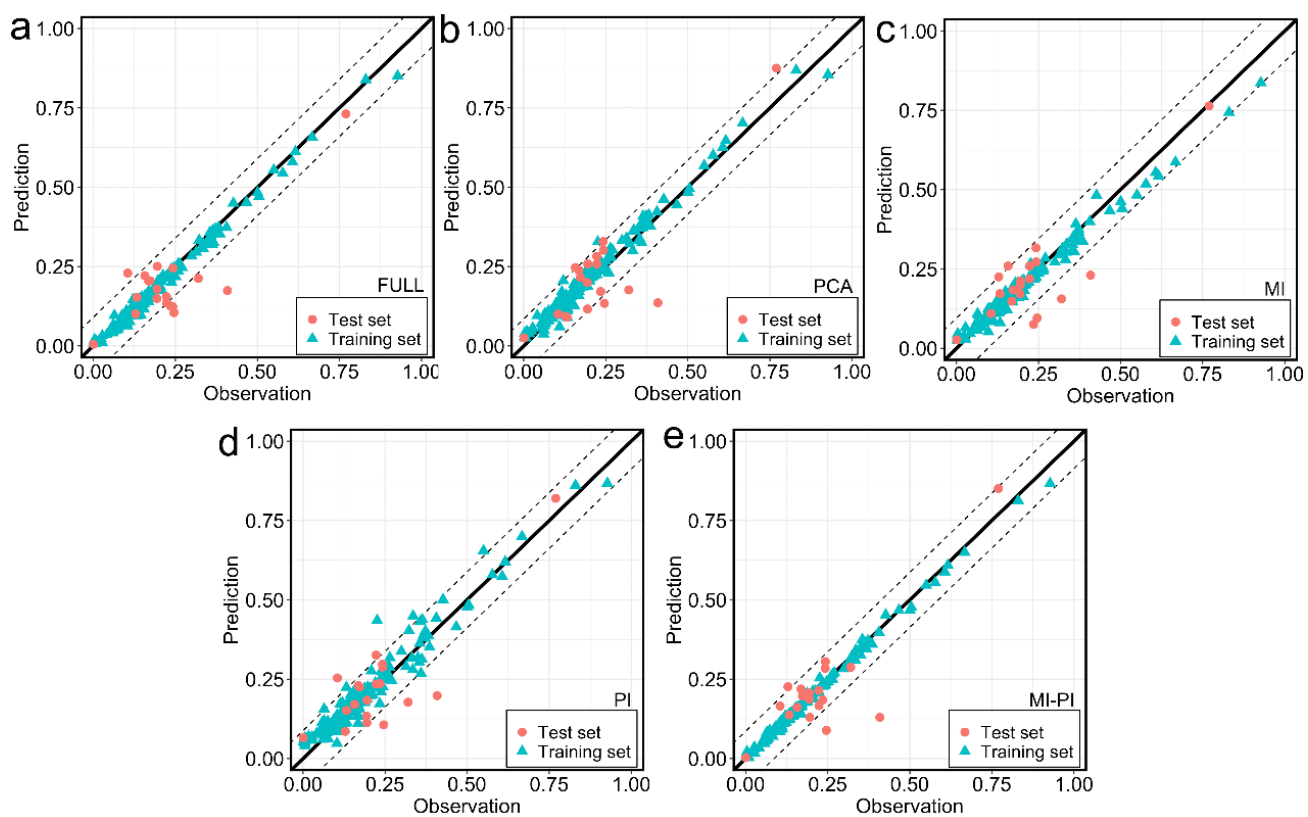 a
1.00
0.75
0.50
0.25
0.00
Prediction
FULL
Test set
Training set
0.00 0.25 0.50 0.75 1.00
Observation
b
1.00
0.75
0.50
0.25
0.00
Prediction
PCA
Test set
Training set
0.00 0.25 0.50 0.75 1.00
Observation
c
1.00
0.75
0.50
0.25
0.00
Prediction
MI
Test set
Training set
0.00 0.25 0.50 0.75 1.00
Observation
d
1.00
0.75
0.50
0.25
0.00
Prediction
PI
Test set
Training set
0.00 0.25 0.50 0.75 1.00
Observation
e
1.00
0.75
0.50
0.25
0.00
Prediction
MI-PI
Test set
Training set
0.00 0.25 0.50 0.75 1.00
Observation